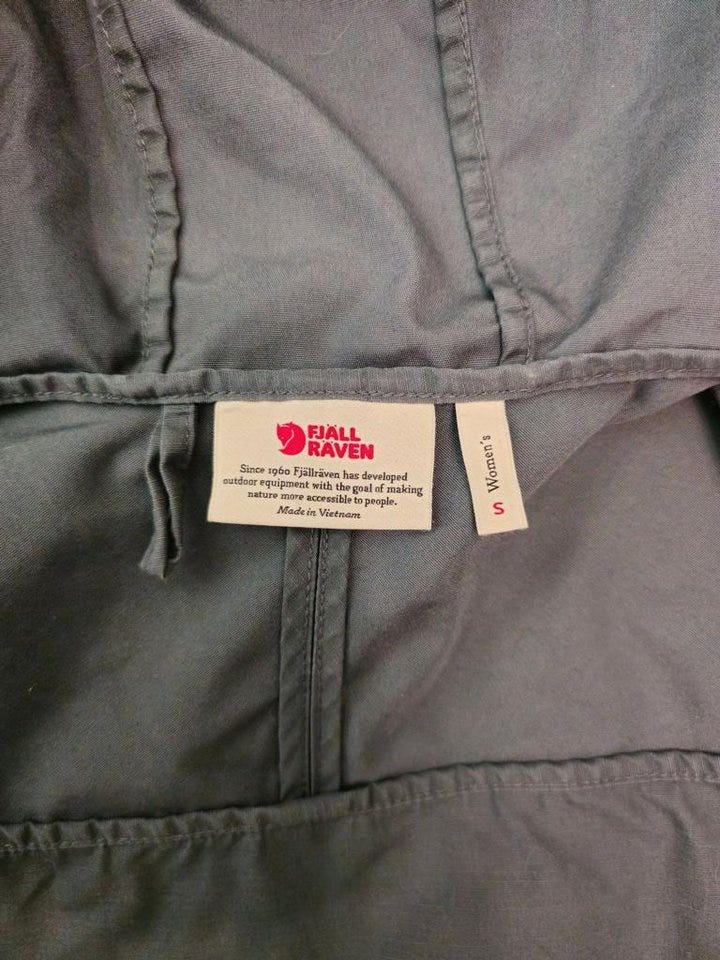 FJÄLL
RÄVEN
Since 1960 Fjällräven has developed
outdoor equipment with the goal of making
nature more accessible to people.
Made in Vietnam
Women's
S